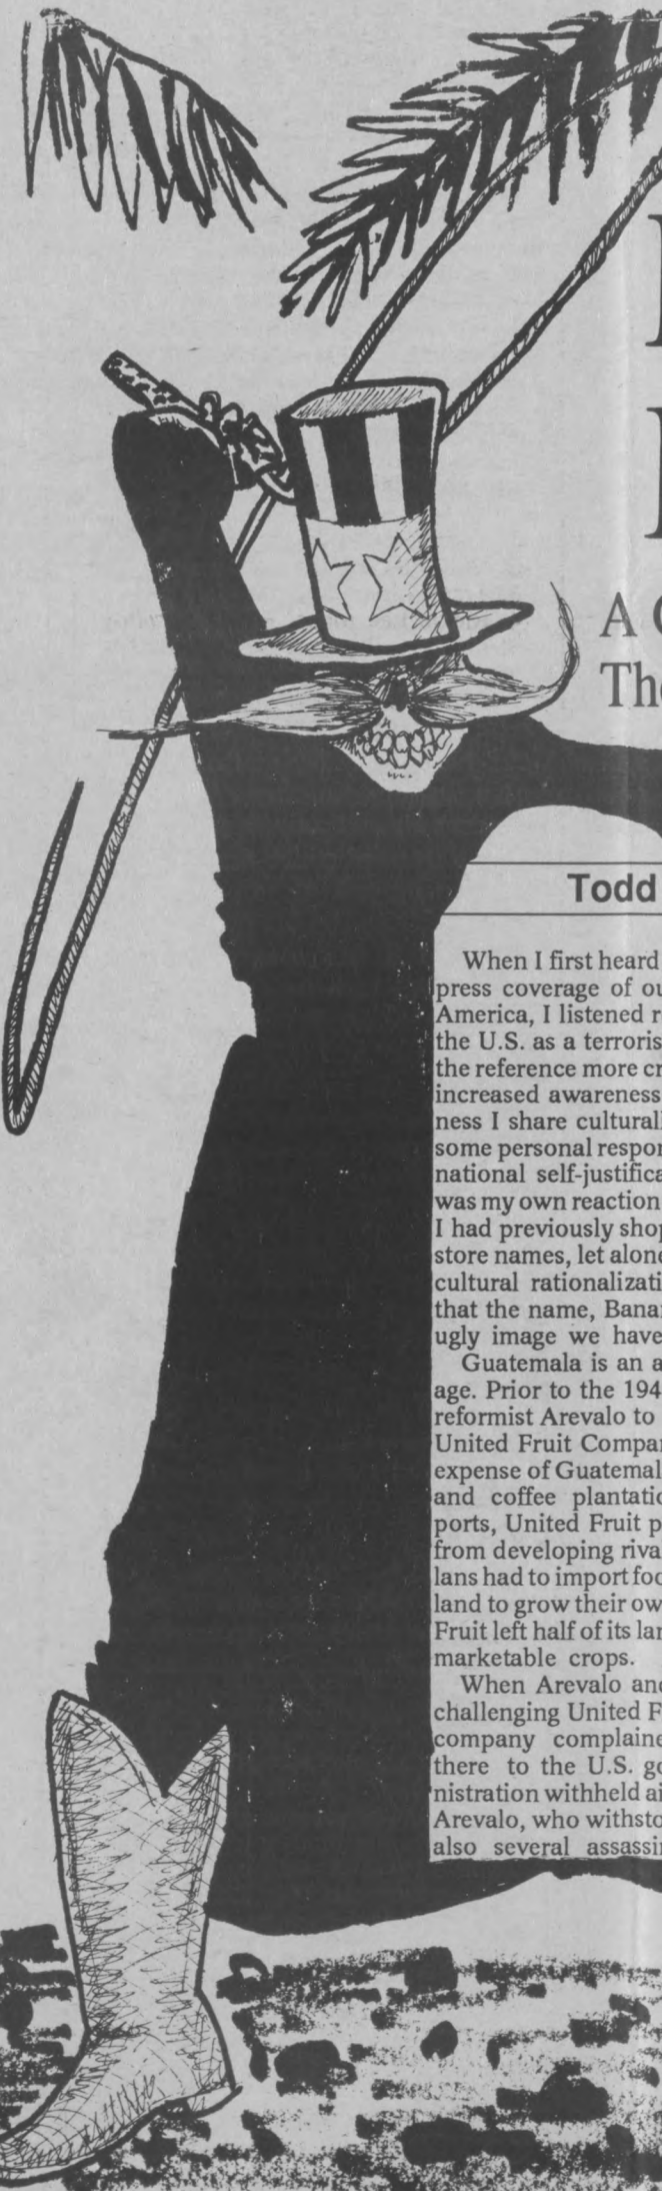 A
The
Todd
When I first heard
press coverage of ou
America, I listened r
the U.S. as a terroris
the reference more cr
increased awareness
ness I share cultural
some personal respon
national self-justifica
was my own reaction
I had previously shop
store names, let alone
cultural rationalizati
that the name, Bana
ugly image we have
Guatemala is an a
age. Prior to the 194
reformist Arevalo to
United Fruit Compan
expense of Guatemal
and coffee plantatio
ports, United Fruit p
from developing riva
lans had to import foo
land to grow their ow
Fruit left half of its lan
marketable crops.
When Arevalo and
challenging United F
company complaine
there to the U.S. go
nistration withheld a
Arevalo, who withsto
also several assassin